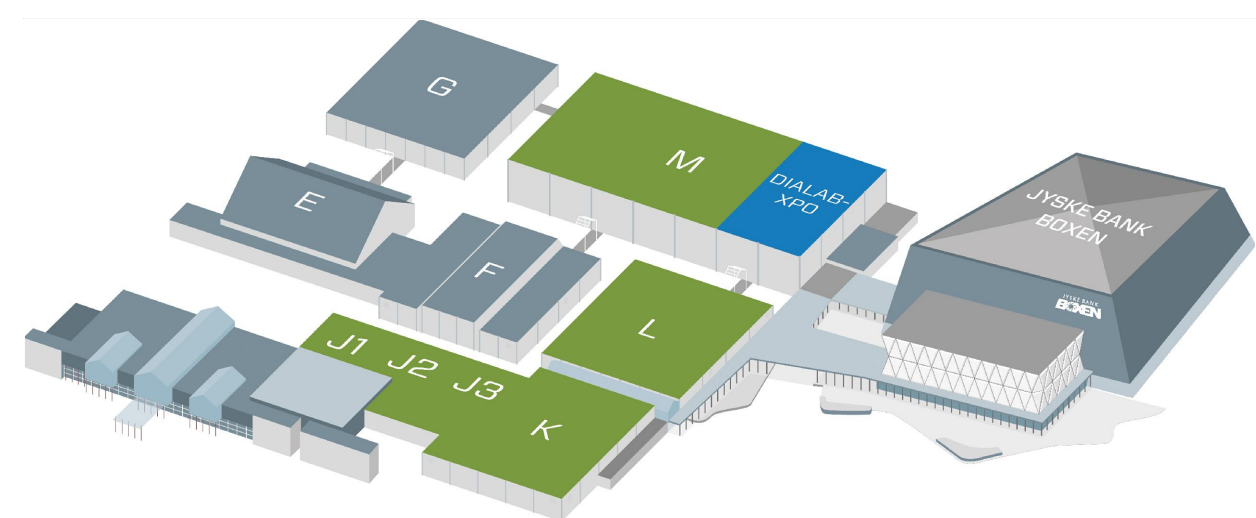 G
M
DIALAB-
XPO
E
JYSKE BANK
BOXEN
F
JYSKE BANK
BOXEN
L
J1 J2 J3
K